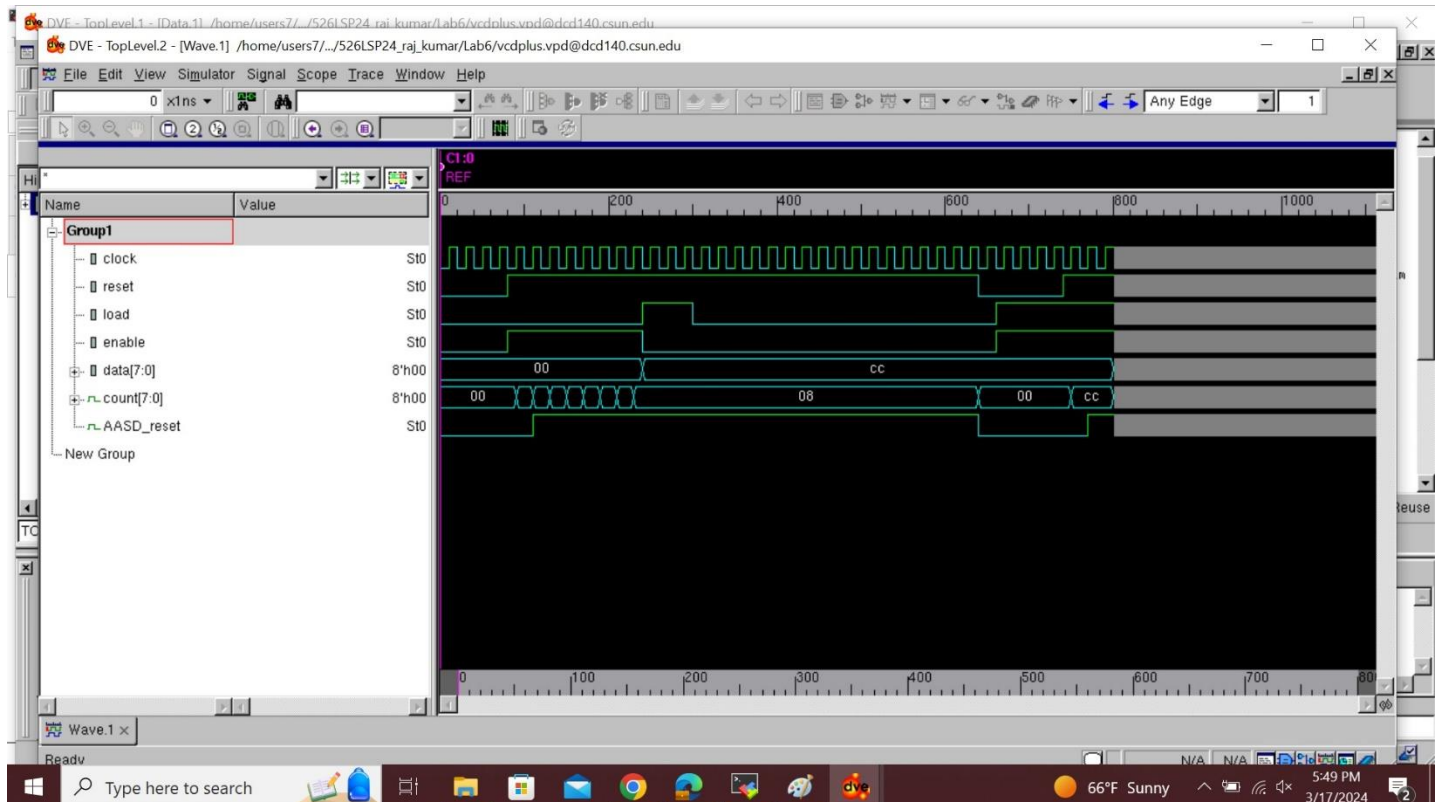 DVE - TopLevel.1 - [Data.1] /home/users7/.../526LSP24_raj_kumar/Lab6/vcdplus.vpd@dcd140.csun.edu
DVE - TopLevel.2 - [Wave.1] /home/users7/.../526LSP24_raj_kumar/Lab6/vcdplus.vpd@dcd140.csun.edu
File Edit View Simulator Signal Scope Trace Window Help
0 x1ns Any Edge 1
C1:0
REF
Hi *
Name Value 0 200 400 600 800 1000
Group1
clock St0
reset St0
load St0
enable St0
data[7:0] 8'h00 00 cc
count[7:0] 8'h00 00 08 00 cc
AASD_reset St0
New Group
Reuse
TC
0 100 200 300 400 500 600 700 80
Wave.1
Ready N/A N/A
Type here to search dve 66°F Sunny 5:49 PM
3/17/2024
2